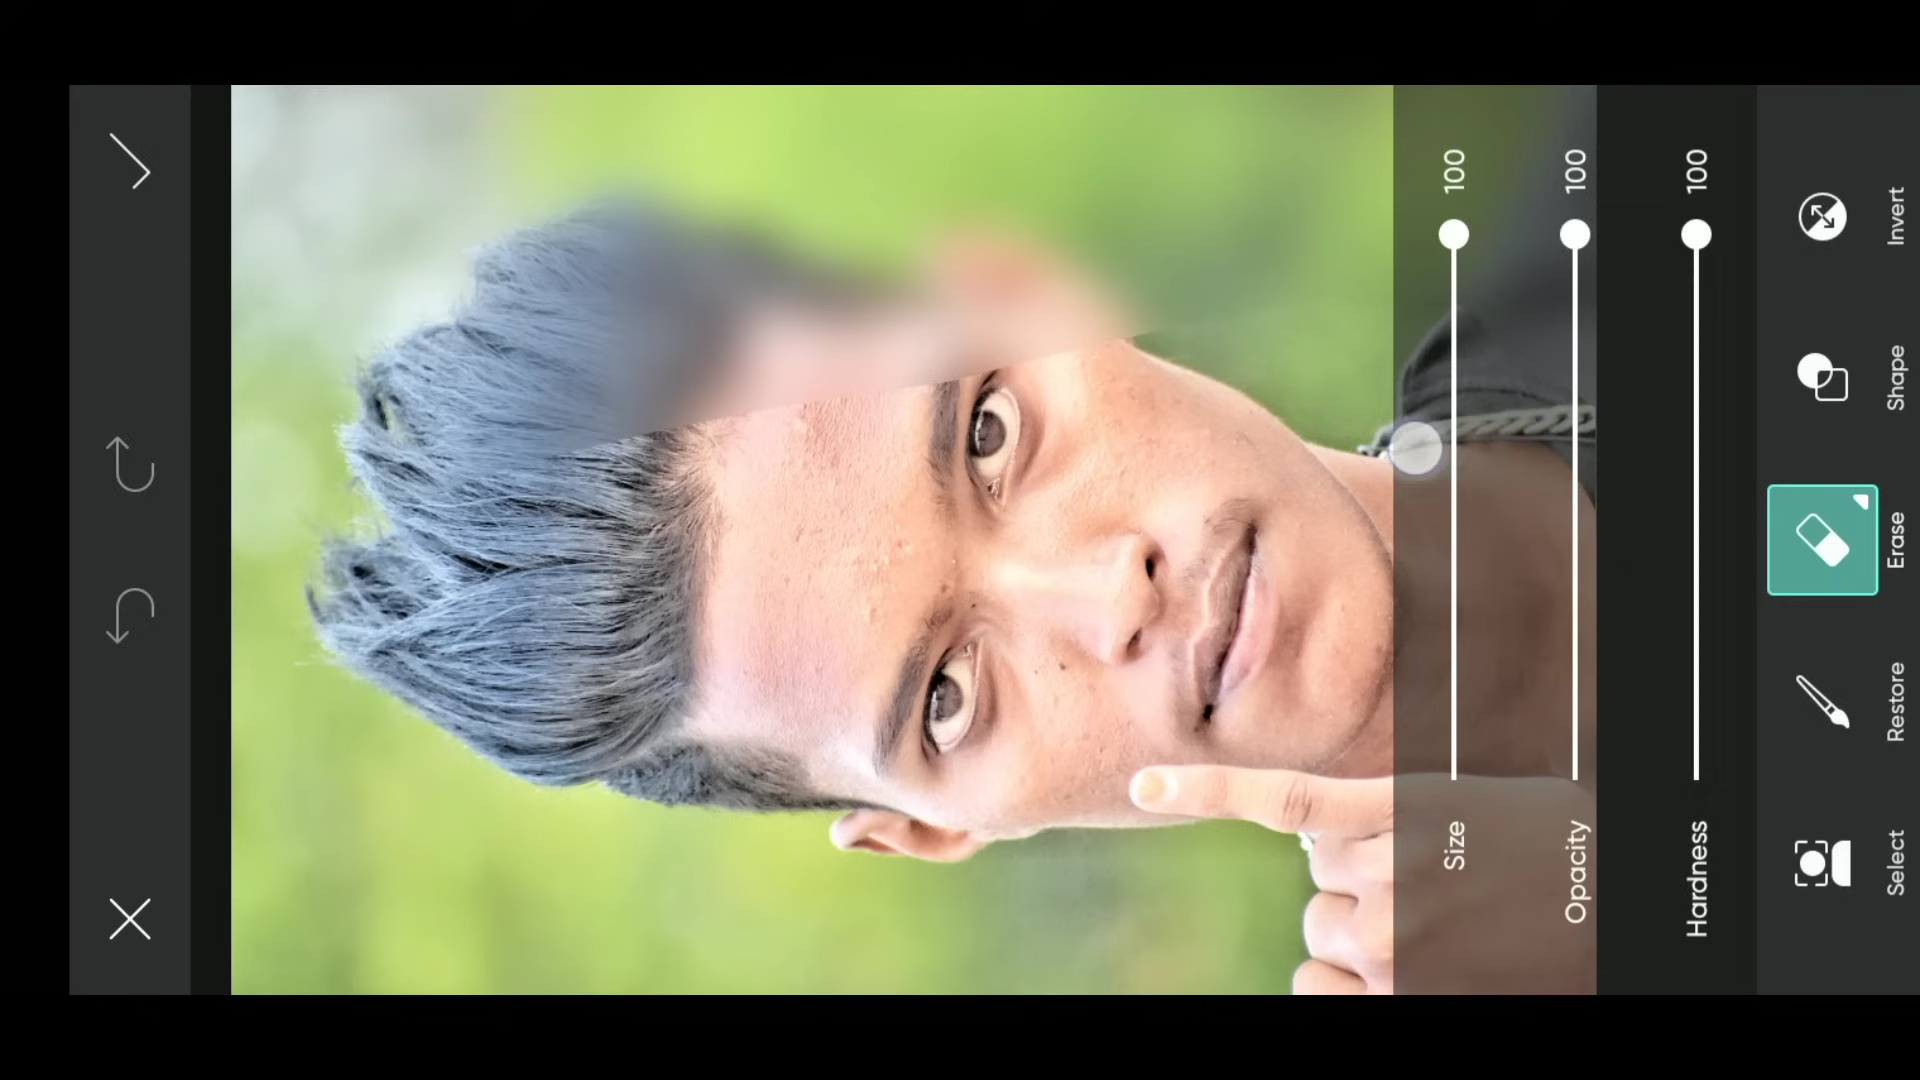 Size 100
Opacity 100
Hardness 100
Select
Restore
Erase
Shape
Invert